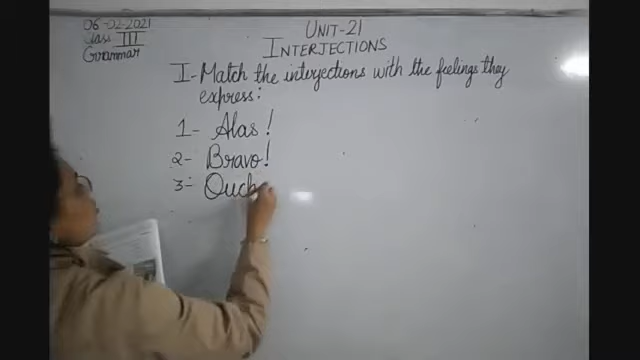 06-02-2021
Class III
Grammar
UNIT-21
INTERJECTIONS
I-Match the interjections with the feelings they
express:
1- Alas!
2- Bravo!
3- Ouch